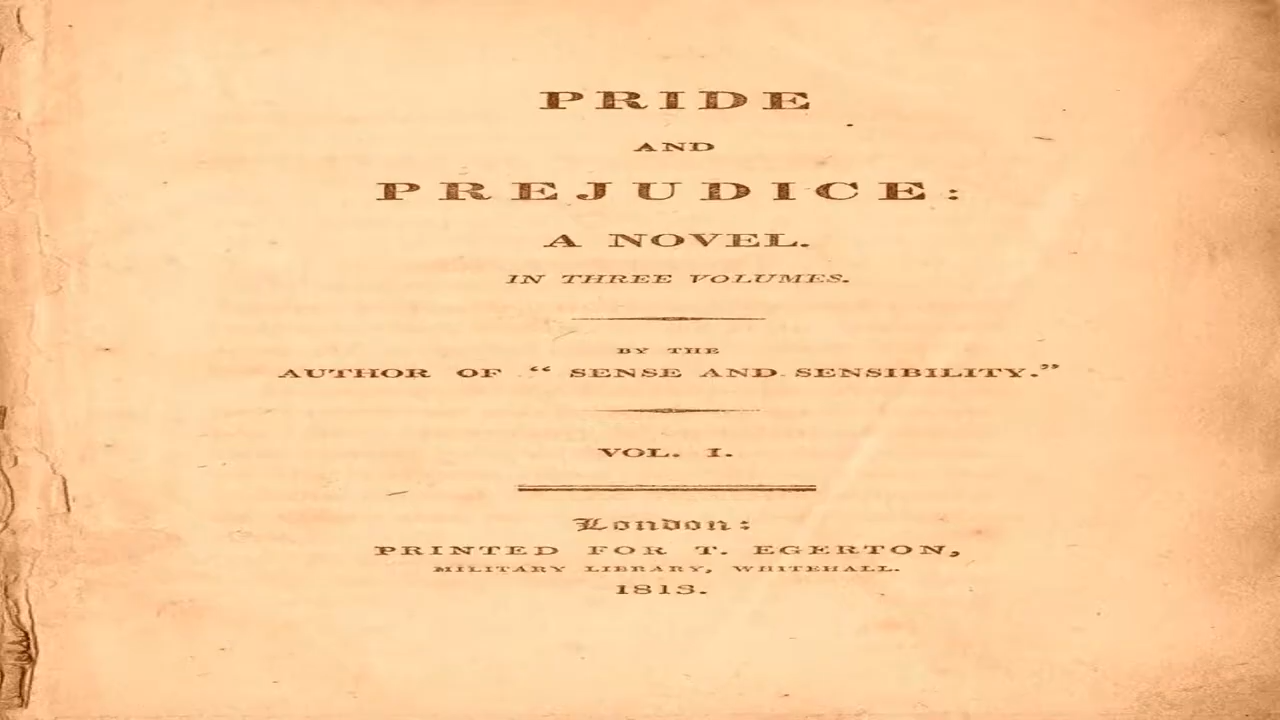 PRIDE
AND
PREJUDICE:
A NOVEL.
IN THREE VOLUMES.
BY THE
AUTHOR OF “ SENSE AND SENSIBILITY.”
VOL. I.
London:
PRINTED FOR T. EGERTON,
MILITARY LIBRARY, WHITEHALL.
1813.